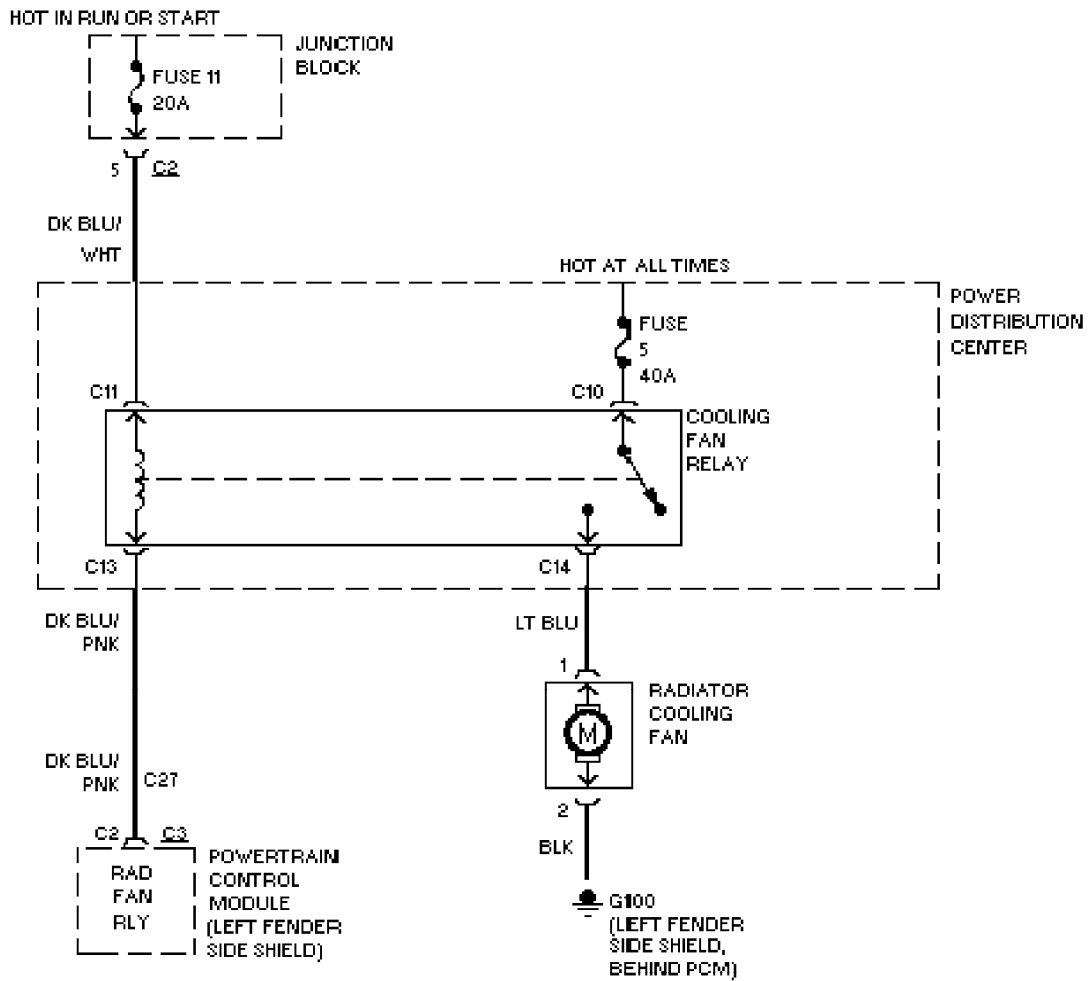 HOT IN RUN OR START
JUNCTION
BLOCK
FUSE 11
20A
5
C2
DK BLU/
WHT
HOT AT ALL TIMES
POWER
DISTRIBUTION
CENTER
FUSE
5
40A
C11
C10
COOLING
FAN
RELAY
C13
C14
DK BLU/
PNK
LT BLU
1
RADIATOR
COOLING
FAN
M
DK BLU/
PNK
C27
2
BLK
C2
C3
RAD
FAN
RLY
POWERTRAIN
CONTROL
MODULE
(LEFT FENDER
SIDE SHIELD)
G100
(LEFT FENDER
SIDE SHIELD,
BEHIND PCM)